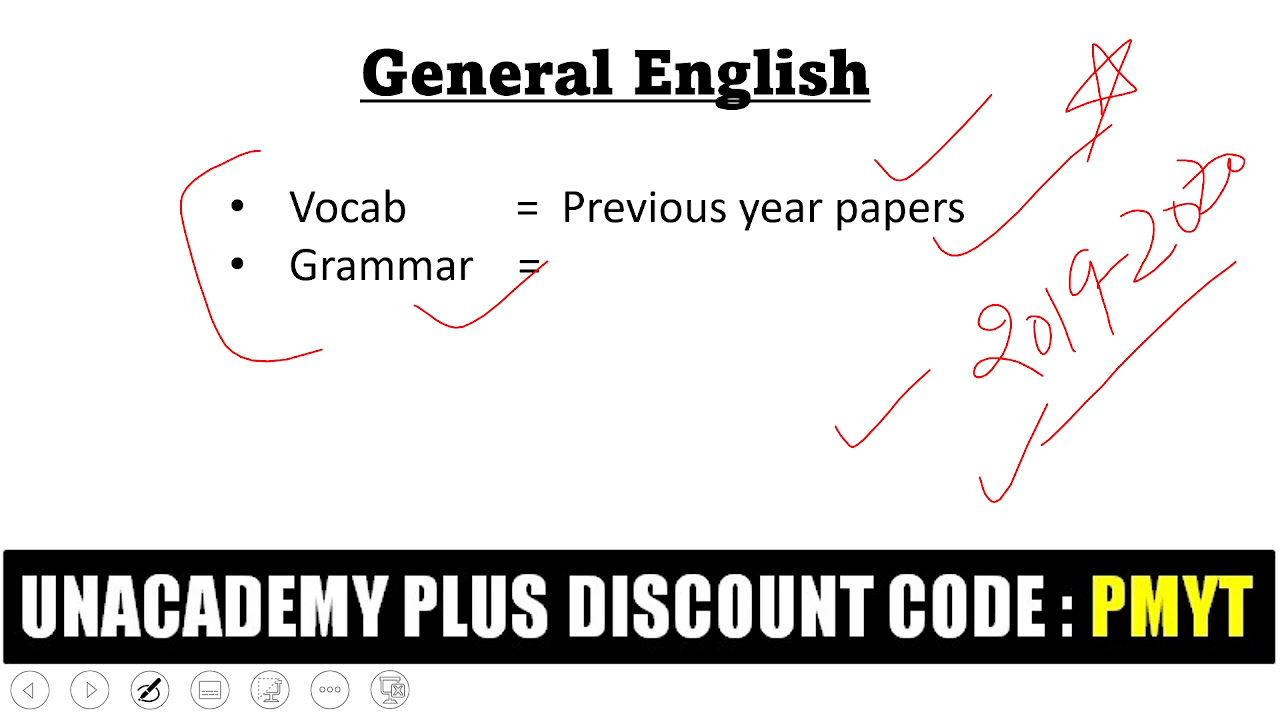 General English
• Vocab = Previous year papers
• Grammar =
2019-2020
UNACADEMY PLUS DISCOUNT CODE : PMYT